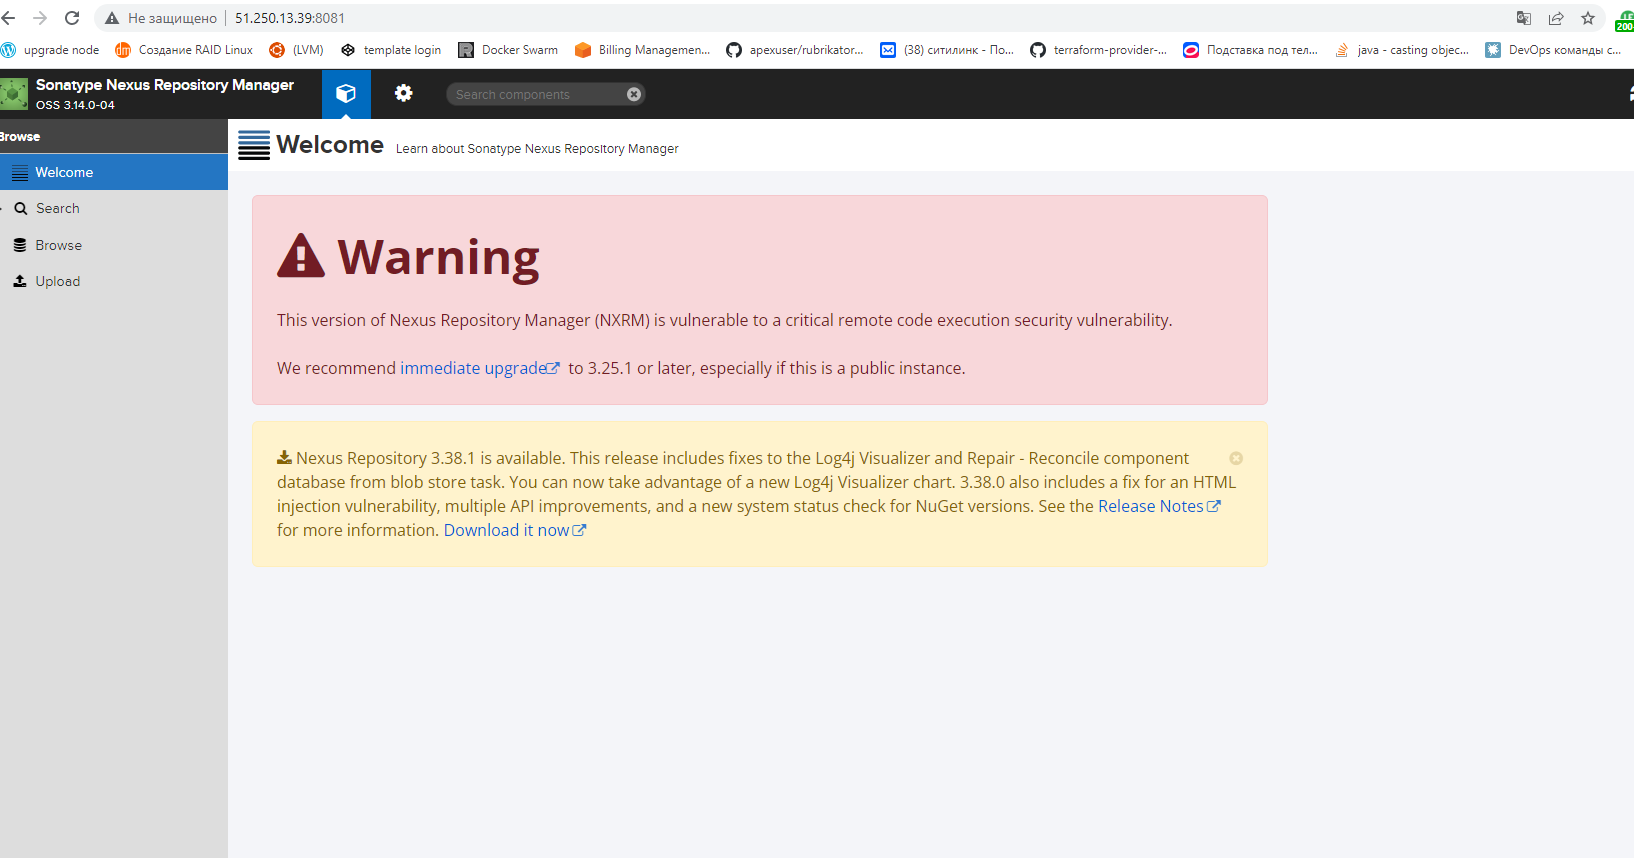 Не защищено 51.250.13.39:8081
upgrade node Создание RAID Linux (LVM) template login Docker Swarm Billing Managemen... apexuser/rubrikator... (38) ситилинк - По... terraform-provider-... Подставка под тел... java - casting objec... DevOps команды с...
200
Sonatype Nexus Repository Manager
OSS 3.14.0-04
Search components
Browse
Welcome Learn about Sonatype Nexus Repository Manager
Welcome
Search
Browse
Upload
Warning
This version of Nexus Repository Manager (NXRM) is vulnerable to a critical remote code execution security vulnerability.
We recommend immediate upgrade to 3.25.1 or later, especially if this is a public instance.
Nexus Repository 3.38.1 is available. This release includes fixes to the Log4j Visualizer and Repair - Reconcile component
database from blob store task. You can now take advantage of a new Log4j Visualizer chart. 3.38.0 also includes a fix for an HTML
injection vulnerability, multiple API improvements, and a new system status check for NuGet versions. See the Release Notes
for more information. Download it now